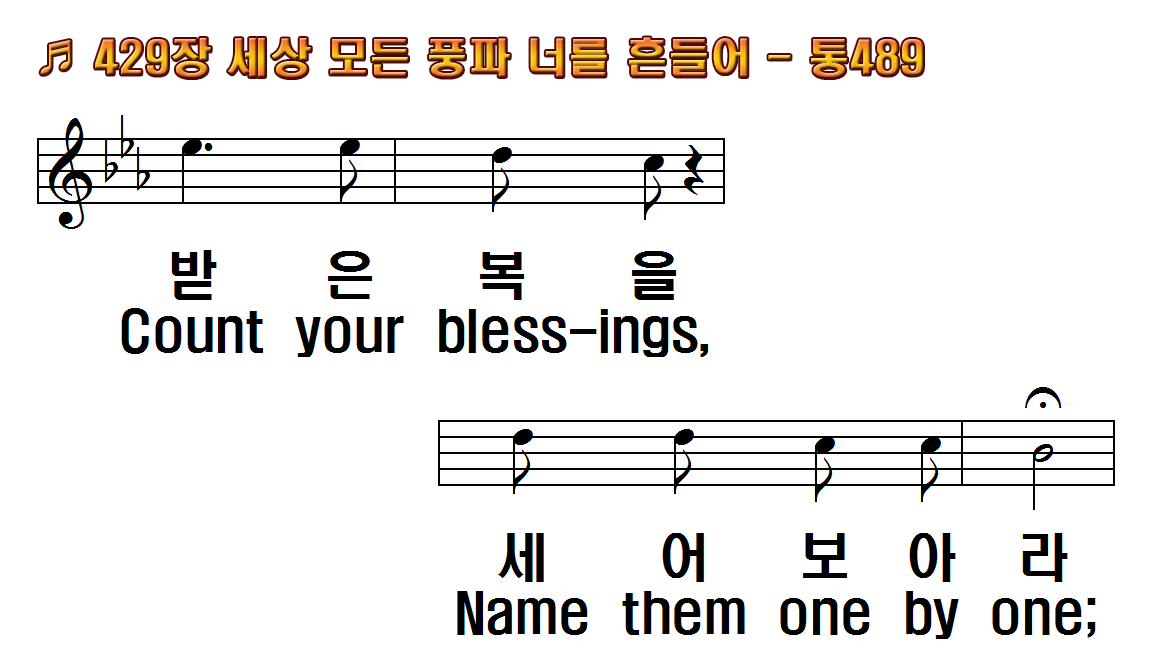 ♬ 429장 세상 모든 풍파 너를 흔들어 - 통489
받 은 복 을
Count your bless-ings,
세 어 보 아 라
Name them one by one;